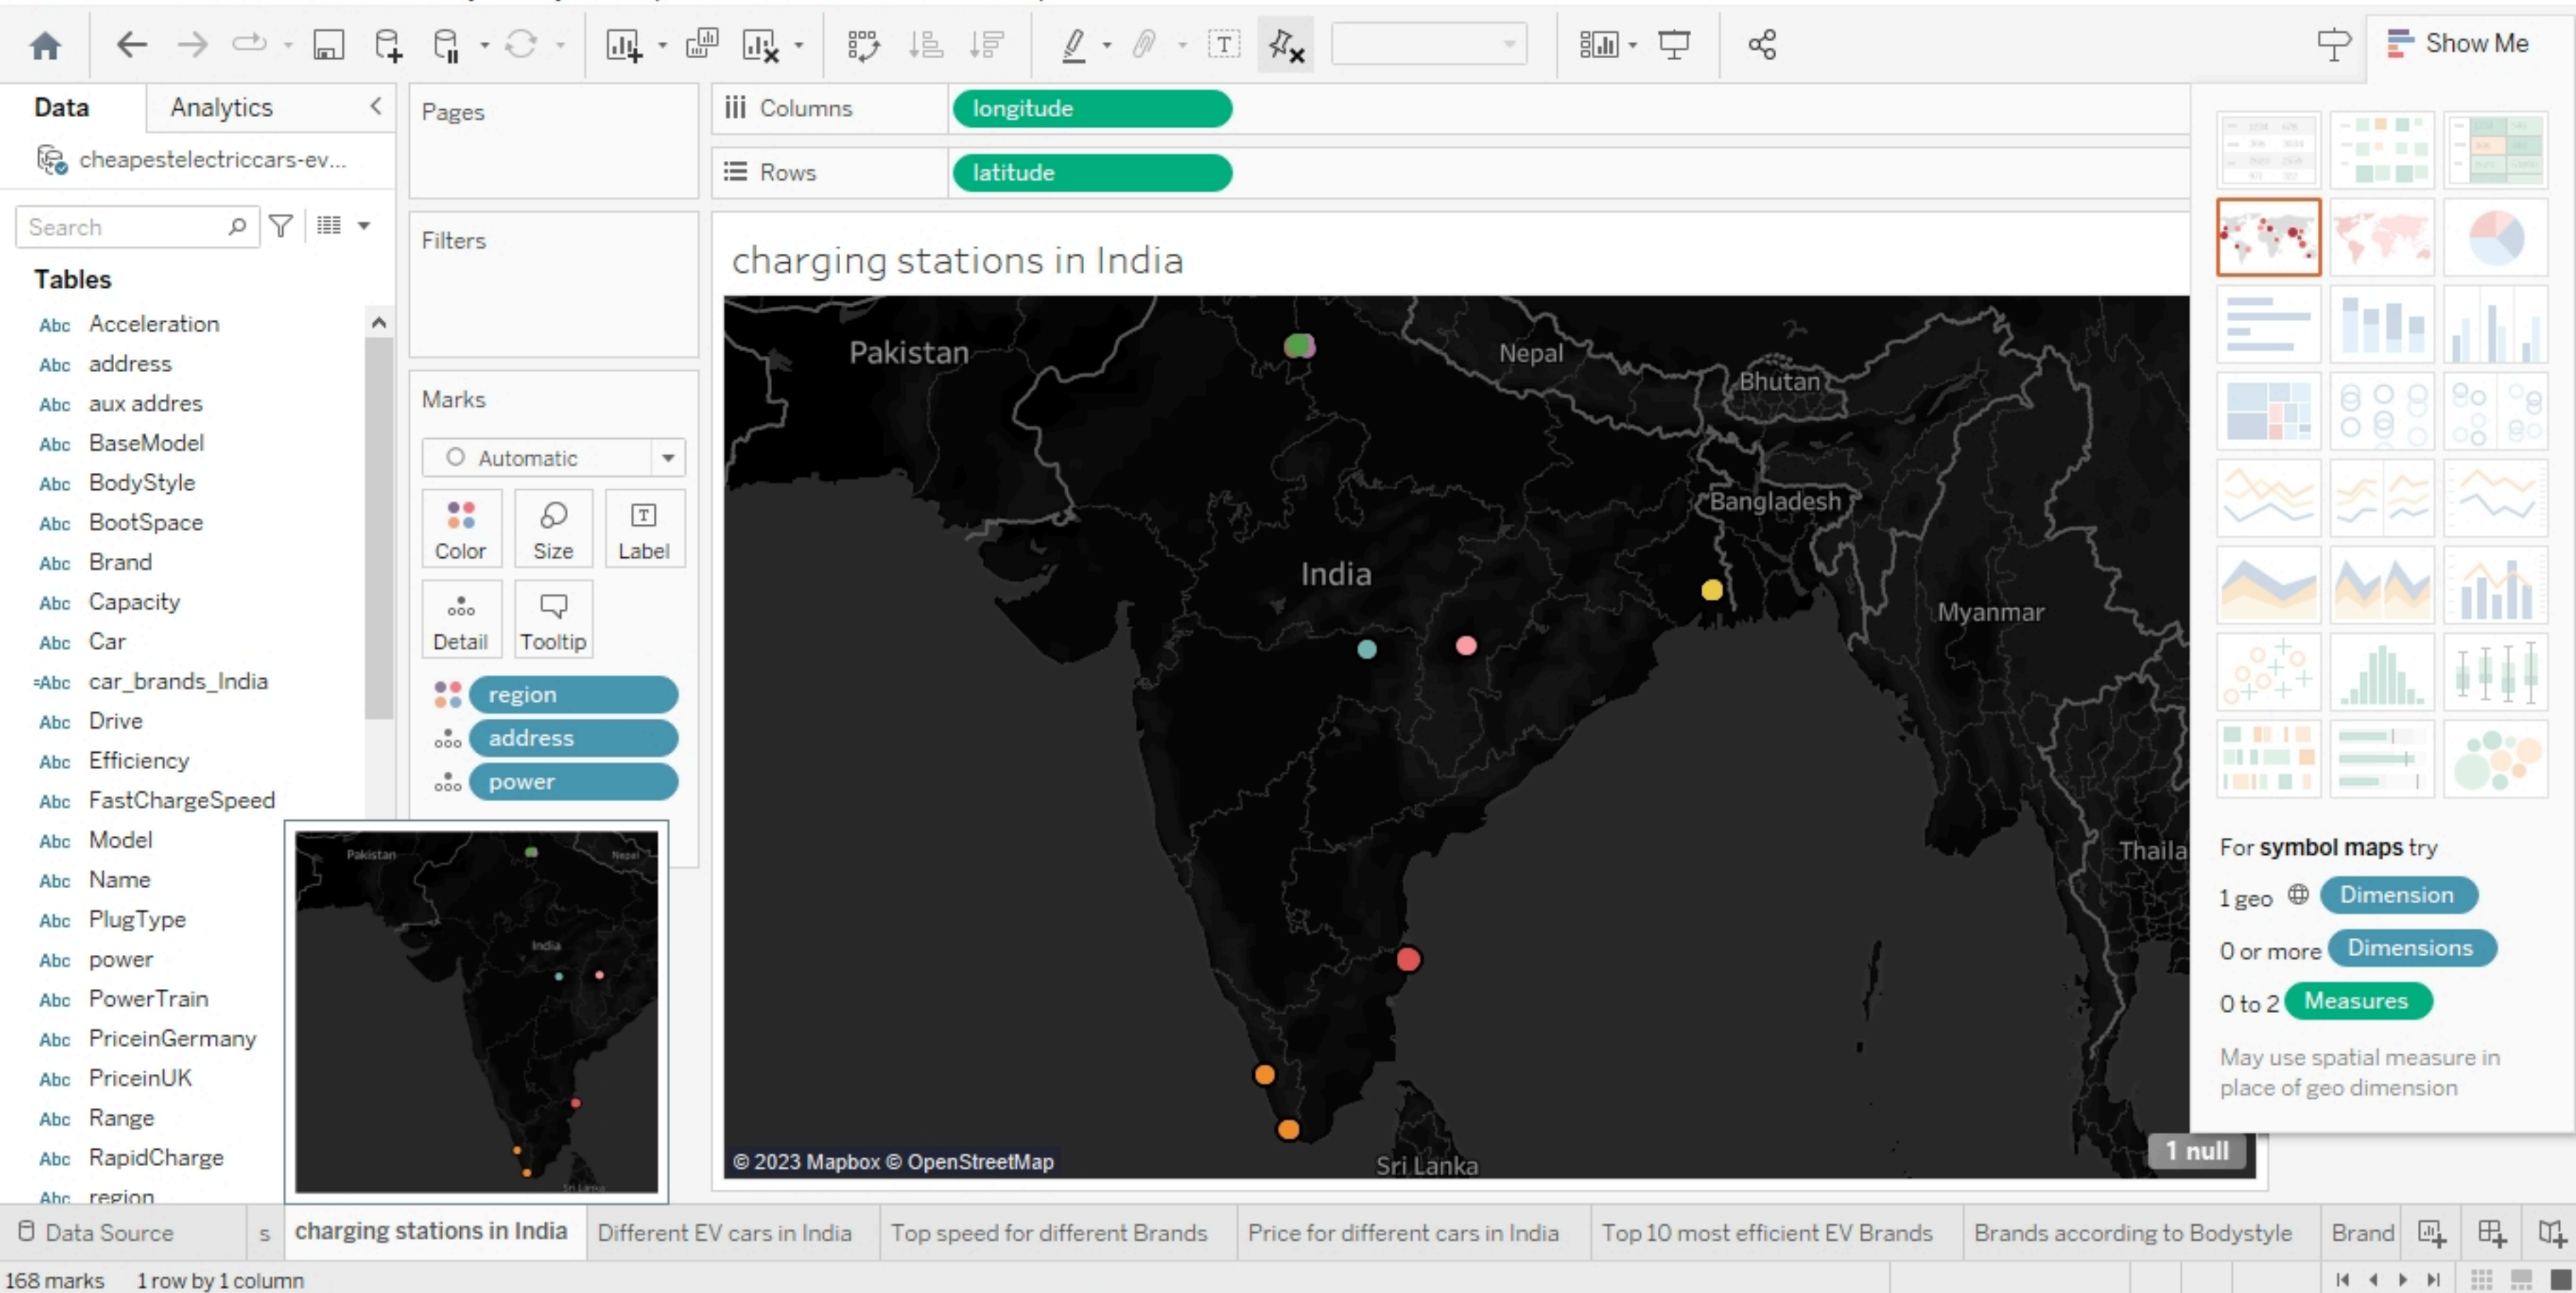 Show Me
Data
Analytics
cheapestelectriccars-ev...
Search
Tables
Abc Acceleration
Abc address
Abc aux addres
Abc BaseModel
Abc BodyStyle
Abc BootSpace
Abc Brand
Abc Capacity
Abc Car
=Abc car_brands_India
Abc Drive
Abc Efficiency
Abc FastChargeSpeed
Abc Model
Abc Name
Abc PlugType
Abc power
Abc PowerTrain
Abc PriceinGermany
Abc PriceinUK
Abc Range
Abc RapidCharge
Abc region
Pages
Filters
Marks
Automatic
Color
Size
Label
Detail
Tooltip
region
address
power
Columns
longitude
Rows
latitude
charging stations in India
Pakistan
Nepal
Bhutan
Bangladesh
India
Myanmar
Thaila
Sri Lanka
© 2023 Mapbox © OpenStreetMap
1 null
Pakistan
Nepal
India
Sri Lanka
For symbol maps try
1 geo Dimension
0 or more Dimensions
0 to 2 Measures
May use spatial measure in
place of geo dimension
Data Source
s
charging stations in India
Different EV cars in India
Top speed for different Brands
Price for different cars in India
Top 10 most efficient EV Brands
Brands according to Bodystyle
Brand
168 marks
1 row by 1 column